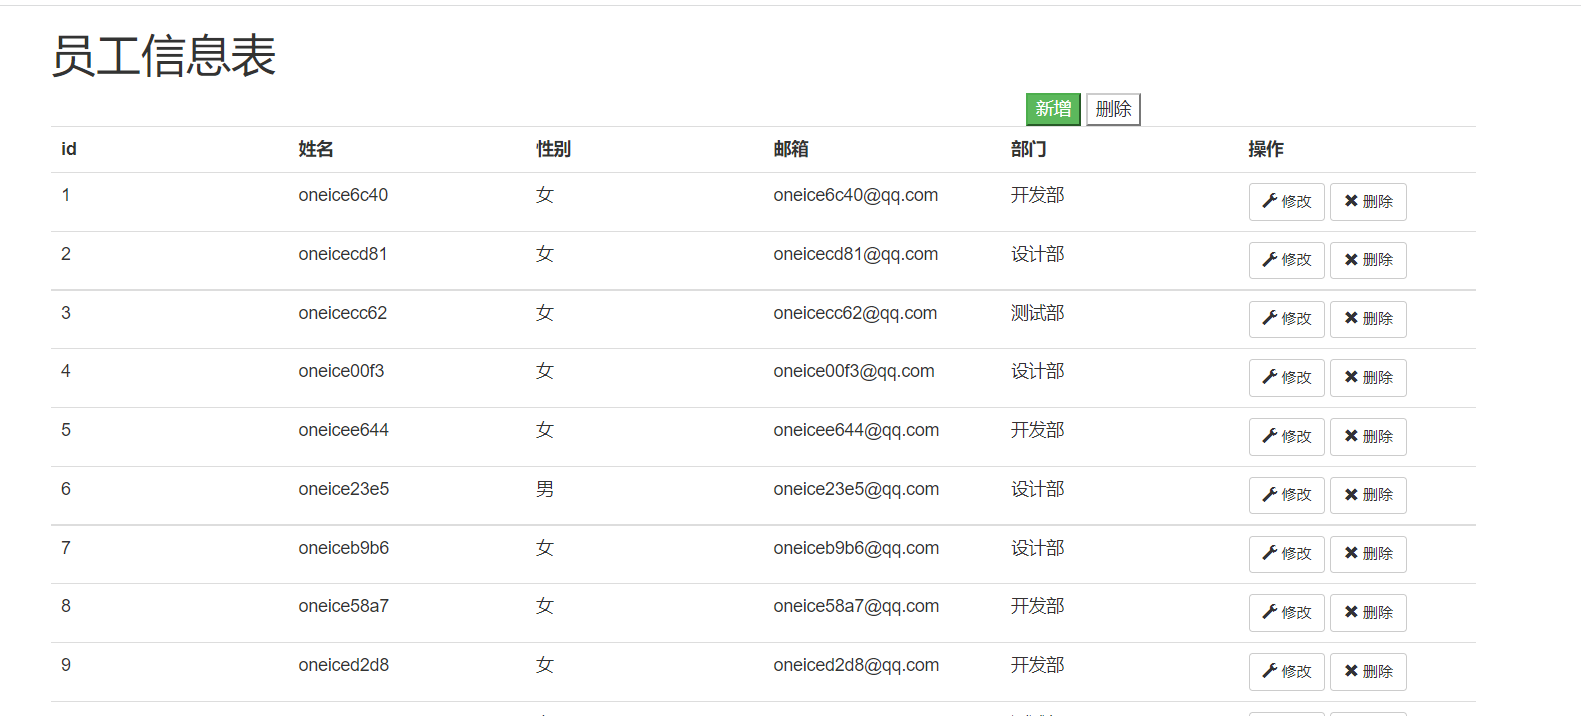 员工信息表
新增 删除
id 姓名 性别 邮箱 部门 操作
1 oneice6c40 女 oneice6c40@qq.com 开发部 修改 删除
2 oneicecd81 女 oneicecd81@qq.com 设计部 修改 删除
3 oneicecc62 女 oneicecc62@qq.com 测试部 修改 删除
4 oneice00f3 女 oneice00f3@qq.com 设计部 修改 删除
5 oneicee644 女 oneicee644@qq.com 开发部 修改 删除
6 oneice23e5 男 oneice23e5@qq.com 设计部 修改 删除
7 oneiceb9b6 女 oneiceb9b6@qq.com 设计部 修改 删除
8 oneice58a7 女 oneice58a7@qq.com 开发部 修改 删除
9 oneiced2d8 女 oneiced2d8@qq.com 开发部 修改 删除